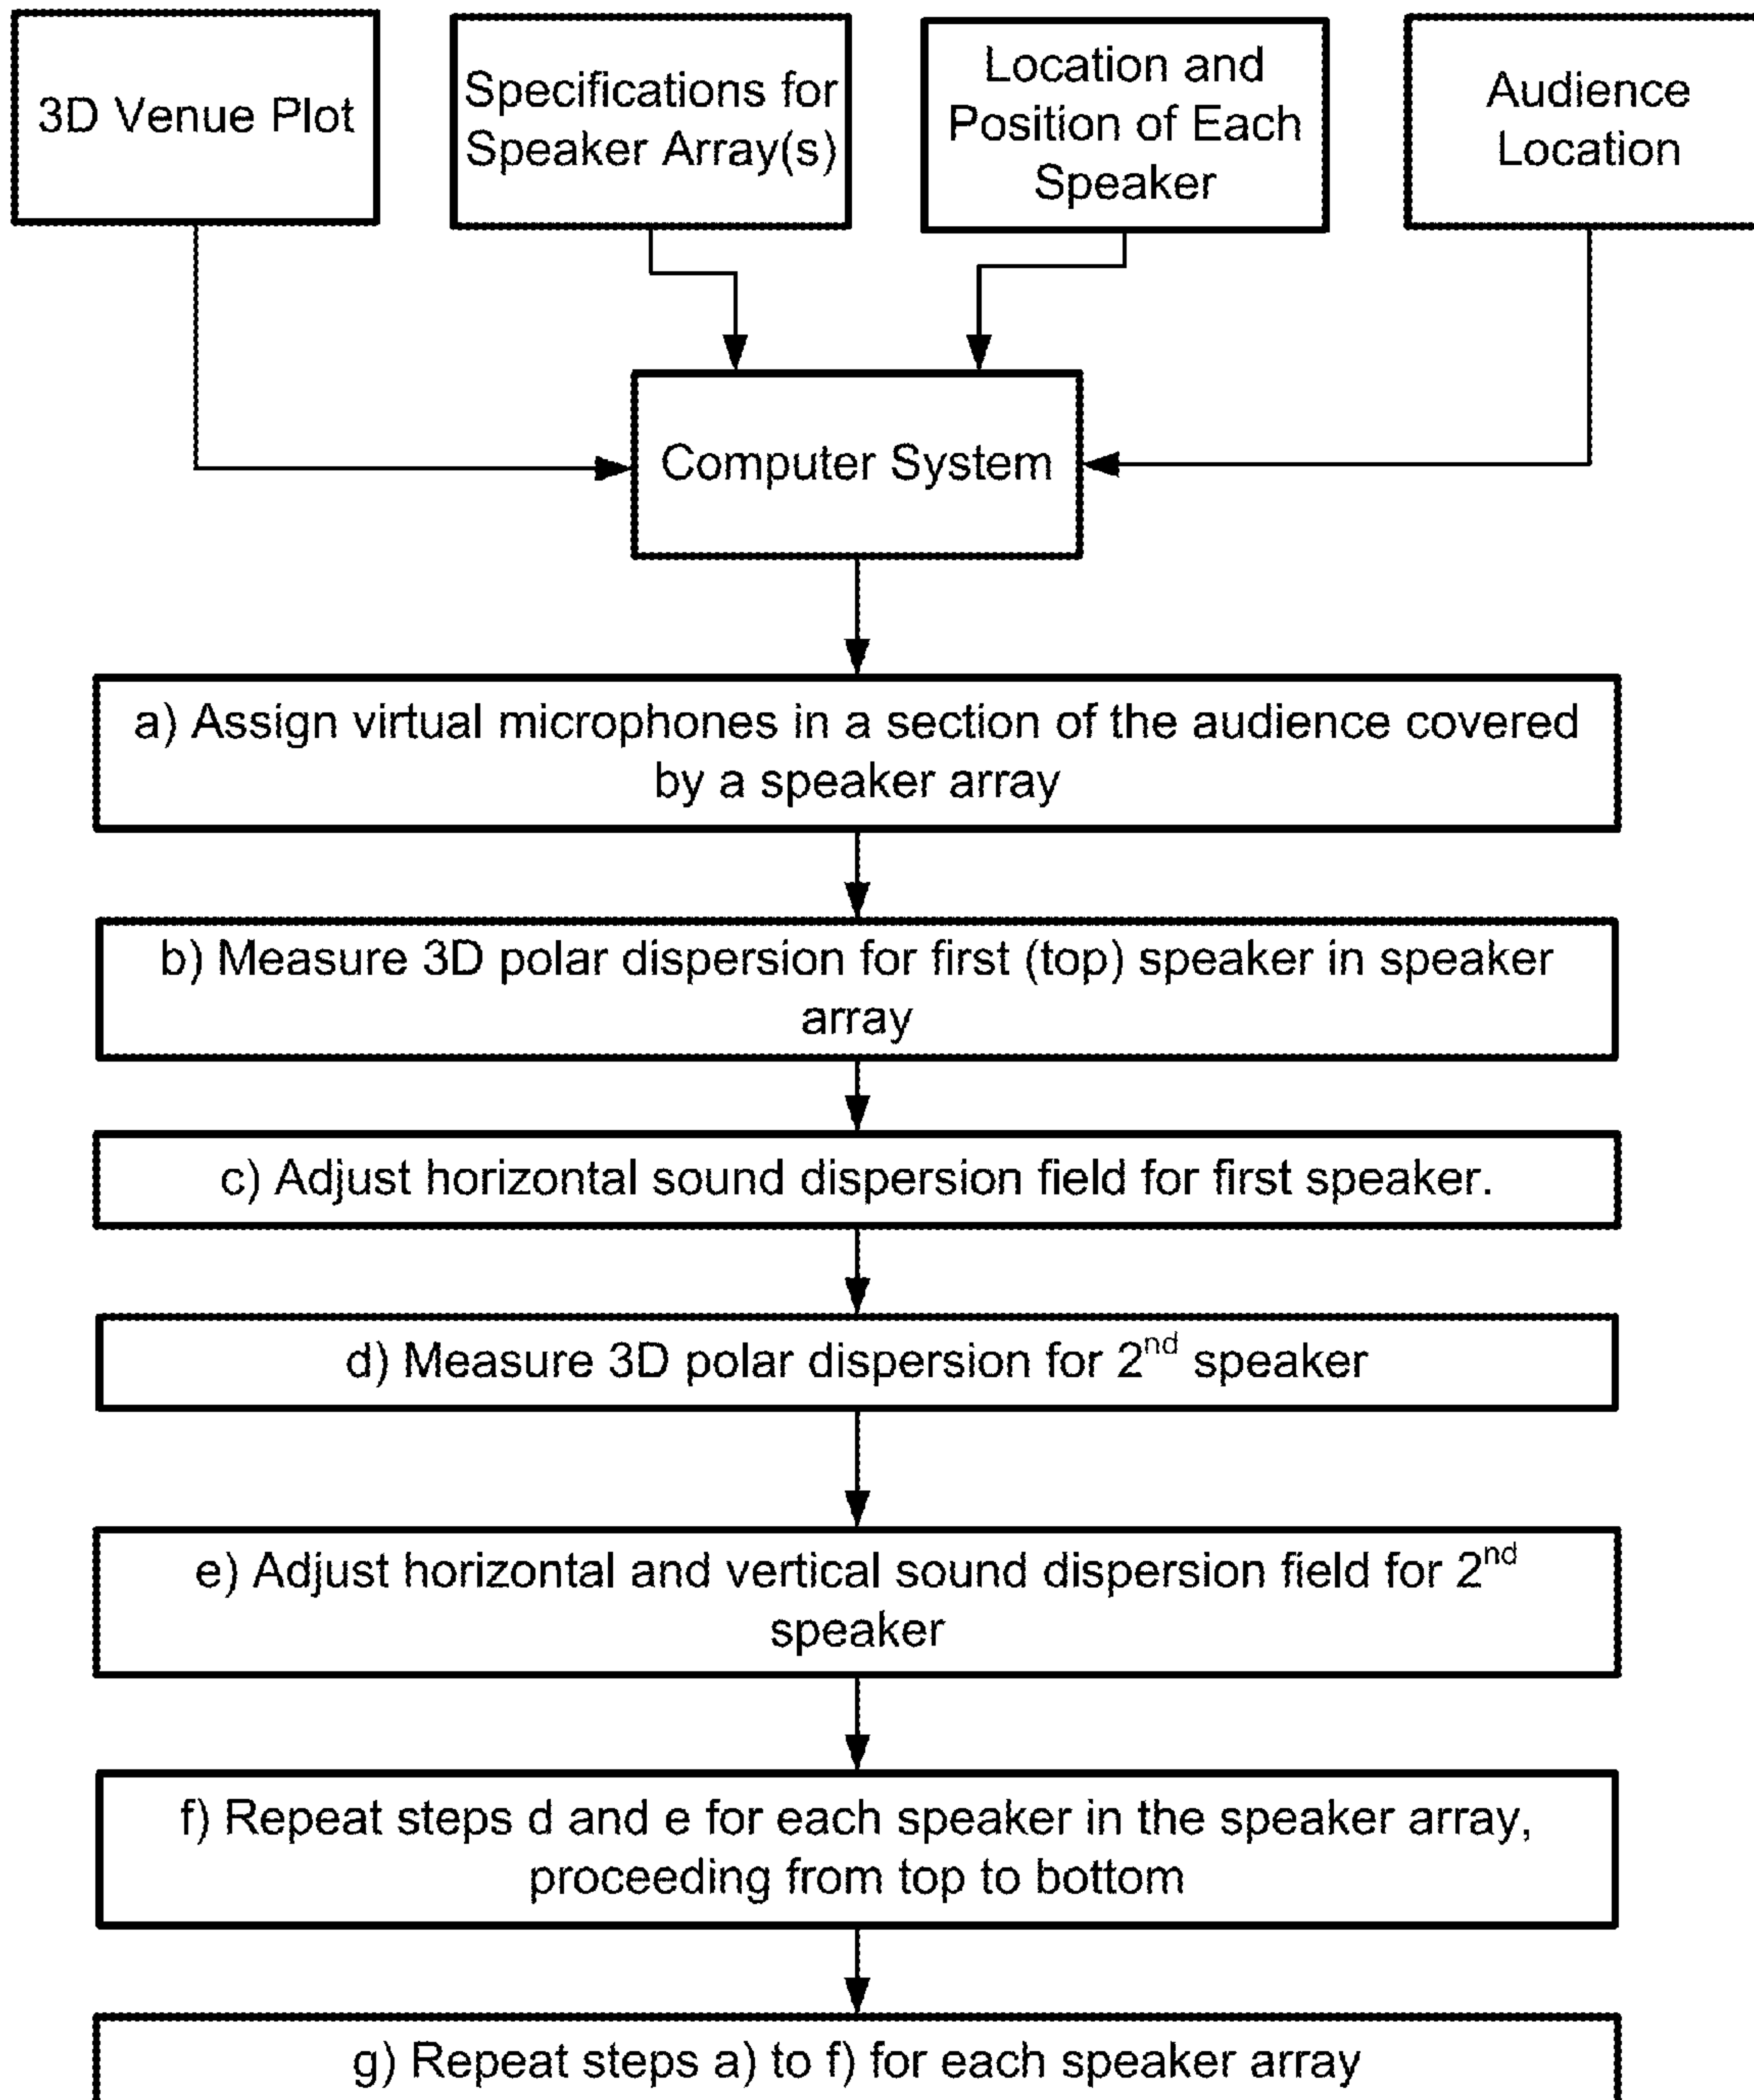 3D Venue Plot
Specifications for
Speaker Array(s)
Location and
Position of Each
Speaker
Audience
Location
Computer System
a) Assign virtual microphones in a section of the audience covered
by a speaker array
b) Measure 3D polar dispersion for first (top) speaker in speaker
array
c) Adjust horizontal sound dispersion field for first speaker.
d) Measure 3D polar dispersion for 2nd speaker
e) Adjust horizontal and vertical sound dispersion field for 2nd
speaker
f) Repeat steps d and e for each speaker in the speaker array,
proceeding from top to bottom
g) Repeat steps a) to f) for each speaker array